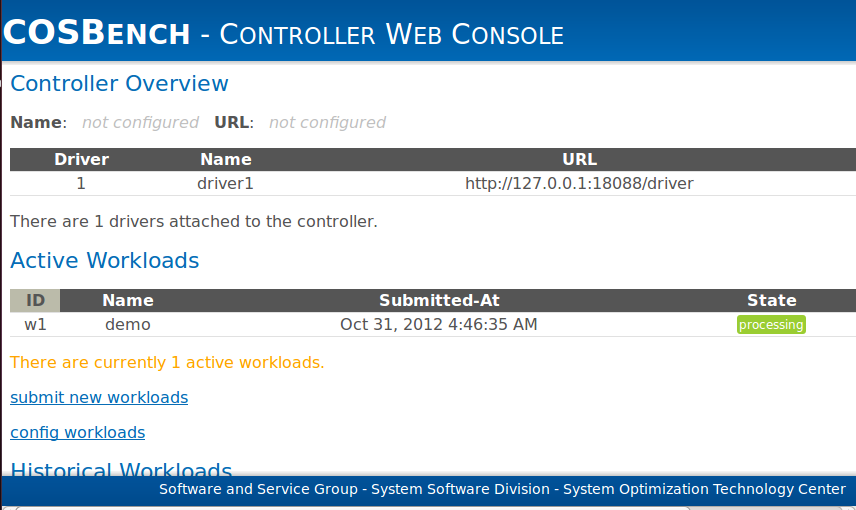 COSBENCH - CONTROLLER WEB CONSOLE
Controller Overview
Name: not configured URL: not configured
Driver Name URL
1 driver1 http://127.0.0.1:18088/driver
There are 1 drivers attached to the controller.
Active Workloads
ID Name Submitted-At State
w1 demo Oct 31, 2012 4:46:35 AM processing
There are currently 1 active workloads.
submit new workloads
config workloads
Historical Workloads
Software and Service Group - System Software Division - System Optimization Technology Center